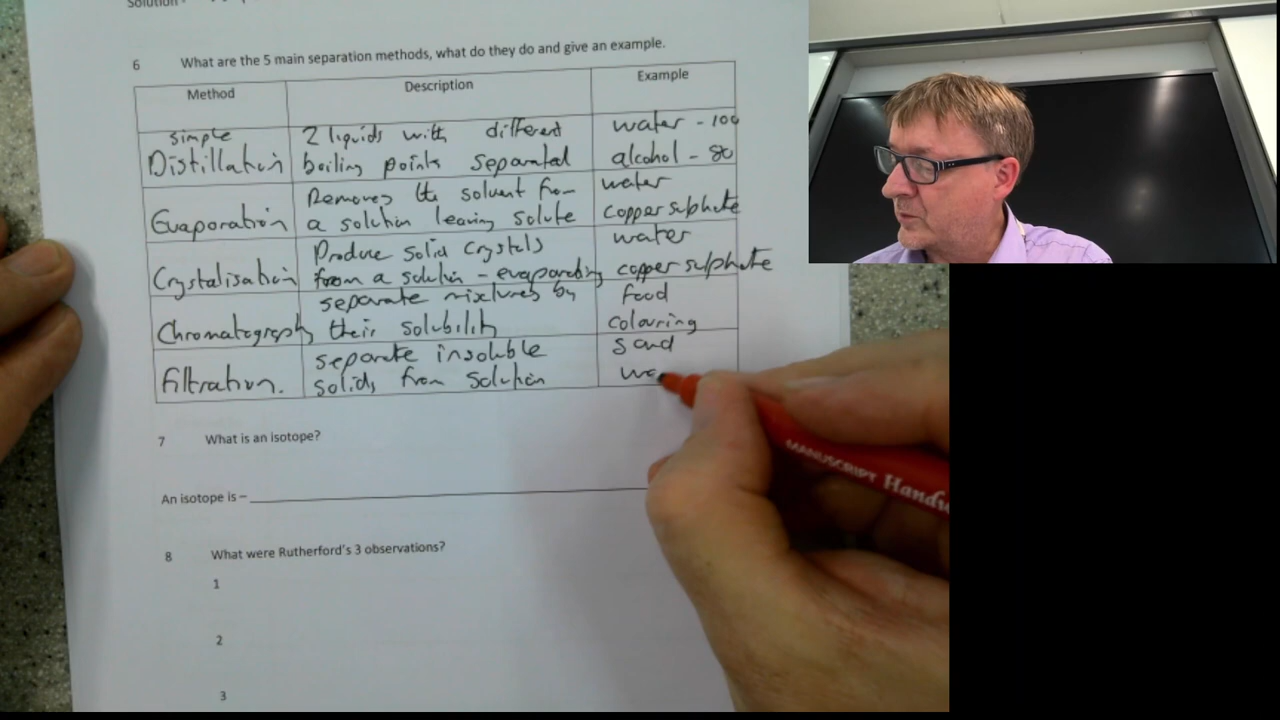 Solution -
6 What are the 5 main separation methods, what do they do and give an example.
Method Description Example
simple 2 liquids with different water - 100
Distillation boiling points separated alcohol - 80
Removes the solvent from water
Evaporation a solution leaving solute copper sulphate
Produce solid crystals water
Crystalisation from a solution - evaporating copper sulphate
separate mixtures by food
Chromatography their solubility colouring
separate insoluble sand
filtration. solids from solution wa
7 What is an isotope?
An isotope is –
8 What were Rutherford's 3 observations?
1
2
3
MANUSCRIPT Handw